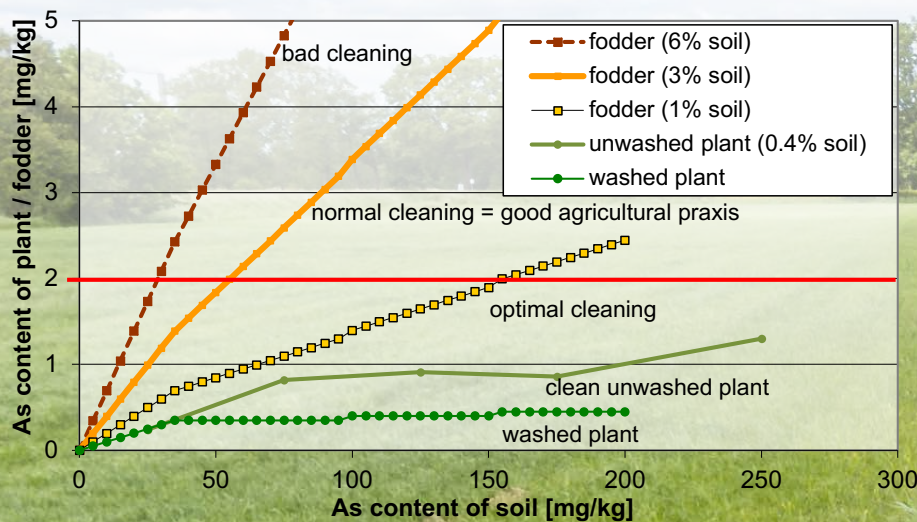 As content of plant / fodder [mg/kg]
5
4
3
2
1
0
bad cleaning
fodder (6% soil)
fodder (3% soil)
fodder (1% soil)
unwashed plant (0.4% soil)
washed plant
normal cleaning = good agricultural praxis
optimal cleaning
clean unwashed plant
washed plant
0 50 100 150 200 250 300
As content of soil [mg/kg]